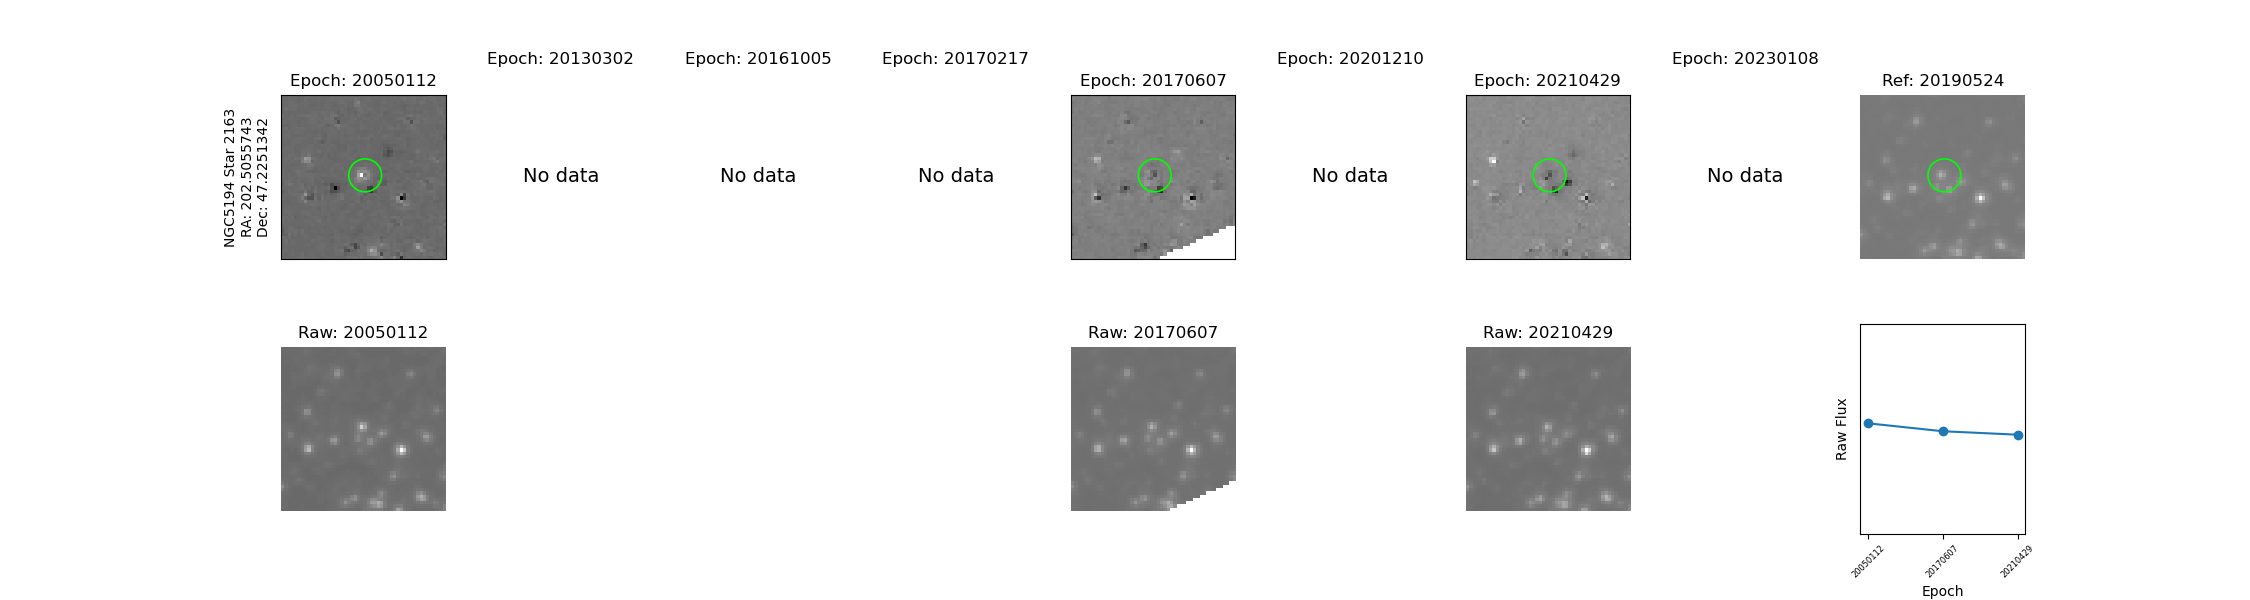 Epoch: 20050112
Epoch: 20130302
Epoch: 20161005
Epoch: 20170217
Epoch: 20170607
Epoch: 20201210
Epoch: 20210429
Epoch: 20230108
Ref: 20190524
NGC5194 Star 2163
RA: 202.5055743
Dec: 47.2251342
No data
No data
No data
No data
No data
Raw: 20050112
Raw: 20170607
Raw: 20210429
Raw Flux
20050112
20170607
20210429
Epoch